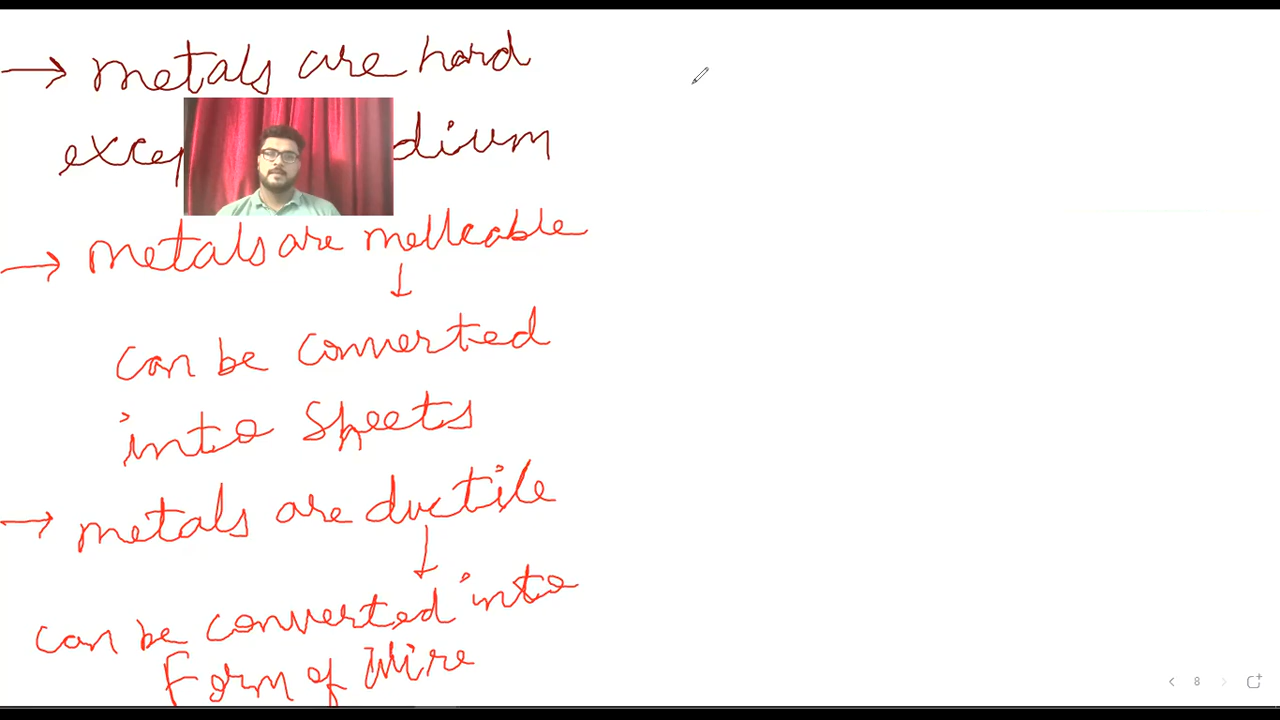 → metals are hard
excep dium
→ metals are melleable
↓
can be converted
into Sheets
→ metals are ductile
↓
can be converted into
Form of Wire
8